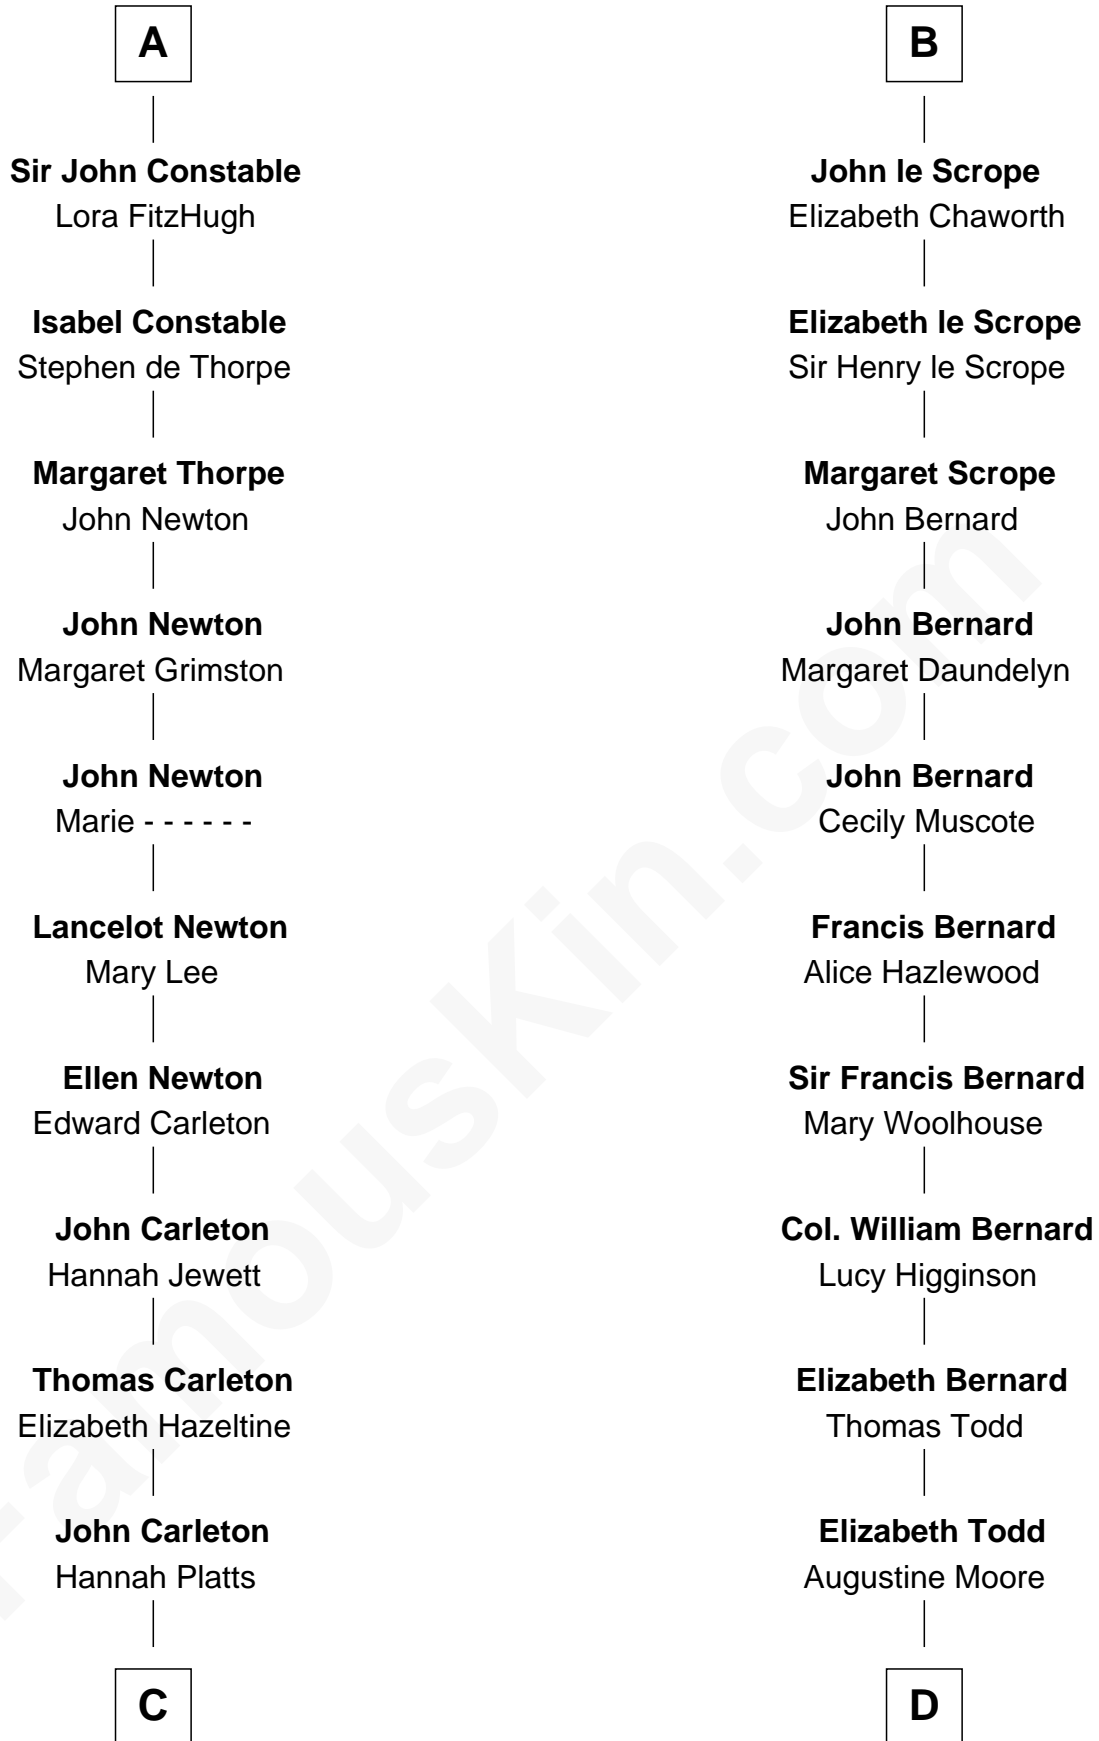 A
Sir John Constable
Lora FitzHugh
Isabel Constable
Stephen de Thorpe
Margaret Thorpe
John Newton
John Newton
Margaret Grimston
John Newton
Marie - - - - - -
Lancelot Newton
Mary Lee
Ellen Newton
Edward Carleton
John Carleton
Hannah Jewett
Thomas Carleton
Elizabeth Hazeltine
John Carleton
Hannah Platts
C
B
John le Scrope
Elizabeth Chaworth
Elizabeth le Scrope
Sir Henry le Scrope
Margaret Scrope
John Bernard
John Bernard
Margaret Daundelyn
John Bernard
Cecily Muscote
Francis Bernard
Alice Hazlewood
Sir Francis Bernard
Mary Woolhouse
Col. William Bernard
Lucy Higginson
Elizabeth Bernard
Thomas Todd
Elizabeth Todd
Augustine Moore
D
FamousKin.com